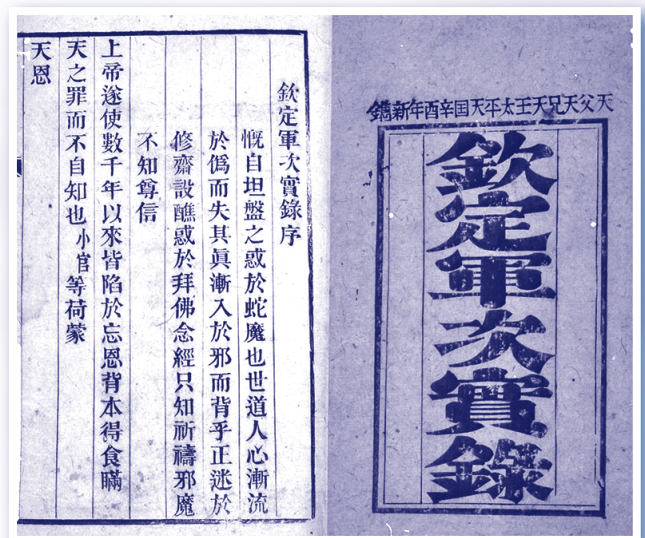 天父天兄天王太平天国辛酉年新鐫
欽定軍次實錄
欽定軍次實錄序
慨自坦盤之惑於蛇魔也世道人心漸流
於僞而失其眞漸入於邪而背乎正迷於
修齋設醮惑於拜佛念經只知祈禱邪魔
不知尊信
上帝遂使數千年以來皆陷於忘恩背本得食瞞
天之罪而不自知也小官等荷蒙
天恩